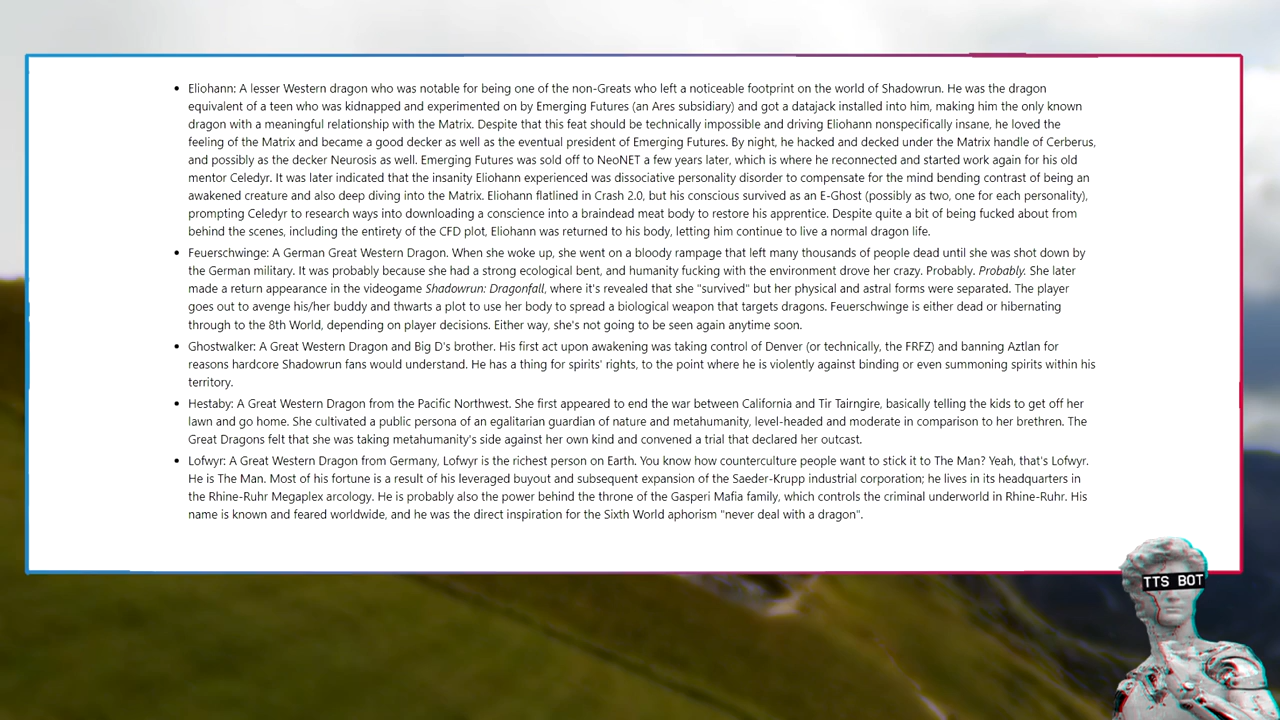 • Eliohann: A lesser Western dragon who was notable for being one of the non-Greats who left a noticeable footprint on the world of Shadowrun. He was the dragon
equivalent of a teen who was kidnapped and experimented on by Emerging Futures (an Ares subsidiary) and got a datajack installed into him, making him the only known
dragon with a meaningful relationship with the Matrix. Despite that this feat should be technically impossible and driving Eliohann nonspecifically insane, he loved the
feeling of the Matrix and became a good decker as well as the eventual president of Emerging Futures. By night, he hacked and decked under the Matrix handle of Cerberus,
and possibly as the decker Neurosis as well. Emerging Futures was sold off to NeoNET a few years later, which is where he reconnected and started work again for his old
mentor Celedyr. It was later indicated that the insanity Eliohann experienced was dissociative personality disorder to compensate for the mind bending contrast of being an
awakened creature and also deep diving into the Matrix. Eliohann flatlined in Crash 2.0, but his conscious survived as an E-Ghost (possibly as two, one for each personality),
prompting Celedyr to research ways into downloading a conscience into a braindead meat body to restore his apprentice. Despite quite a bit of being fucked about from
behind the scenes, including the entirety of the CFD plot, Eliohann was returned to his body, letting him continue to live a normal dragon life.
• Feuerschwinge: A German Great Western Dragon. When she woke up, she went on a bloody rampage that left many thousands of people dead until she was shot down by
the German military. It was probably because she had a strong ecological bent, and humanity fucking with the environment drove her crazy. Probably. Probably. She later
made a return appearance in the videogame Shadowrun: Dragonfall, where it's revealed that she "survived" but her physical and astral forms were separated. The player
goes out to avenge his/her buddy and thwarts a plot to use her body to spread a biological weapon that targets dragons. Feuerschwinge is either dead or hibernating
through to the 8th World, depending on player decisions. Either way, she's not going to be seen again anytime soon.
• Ghostwalker: A Great Western Dragon and Big D's brother. His first act upon awakening was taking control of Denver (or technically, the FRFZ) and banning Aztlan for
reasons hardcore Shadowrun fans would understand. He has a thing for spirits' rights, to the point where he is violently against binding or even summoning spirits within his
territory.
• Hestaby: A Great Western Dragon from the Pacific Northwest. She first appeared to end the war between California and Tir Tairngire, basically telling the kids to get off her
lawn and go home. She cultivated a public persona of an egalitarian guardian of nature and metahumanity, level-headed and moderate in comparison to her brethren. The
Great Dragons felt that she was taking metahumanity's side against her own kind and convened a trial that declared her outcast.
• Lofwyr: A Great Western Dragon from Germany, Lofwyr is the richest person on Earth. You know how counterculture people want to stick it to The Man? Yeah, that's Lofwyr.
He is The Man. Most of his fortune is a result of his leveraged buyout and subsequent expansion of the Saeder-Krupp industrial corporation; he lives in its headquarters in
the Rhine-Ruhr Megaplex arcology. He is probably also the power behind the throne of the Gasperi Mafia family, which controls the criminal underworld in Rhine-Ruhr. His
name is known and feared worldwide, and he was the direct inspiration for the Sixth World aphorism "never deal with a dragon".
TTS BOT